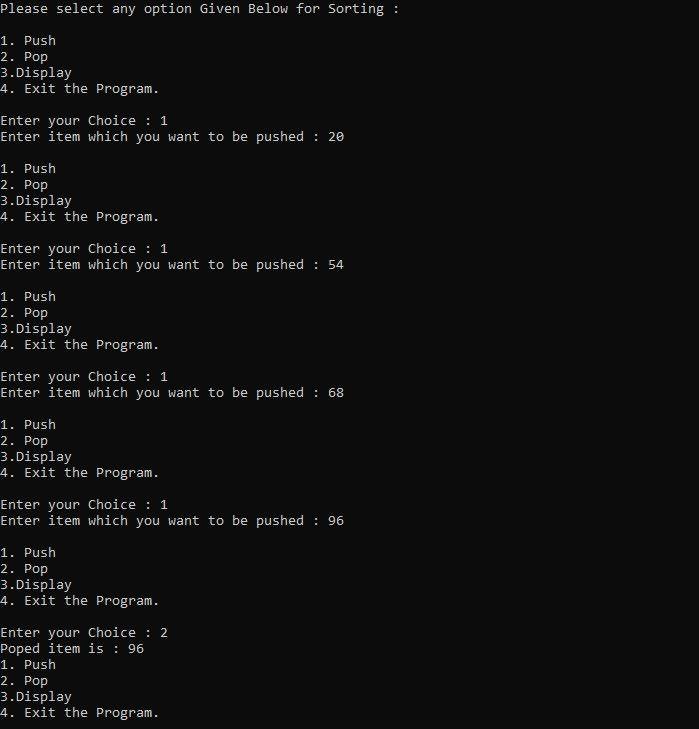 Please select any option Given Below for Sorting :
1. Push
2. Pop
3.Display
4. Exit the Program.
Enter your Choice : 1
Enter item which you want to be pushed : 20
1. Push
2. Pop
3.Display
4. Exit the Program.
Enter your Choice : 1
Enter item which you want to be pushed : 54
1. Push
2. Pop
3.Display
4. Exit the Program.
Enter your Choice : 1
Enter item which you want to be pushed : 68
1. Push
2. Pop
3.Display
4. Exit the Program.
Enter your Choice : 1
Enter item which you want to be pushed : 96
1. Push
2. Pop
3.Display
4. Exit the Program.
Enter your Choice : 2
Poped item is : 96
1. Push
2. Pop
3.Display
4. Exit the Program.